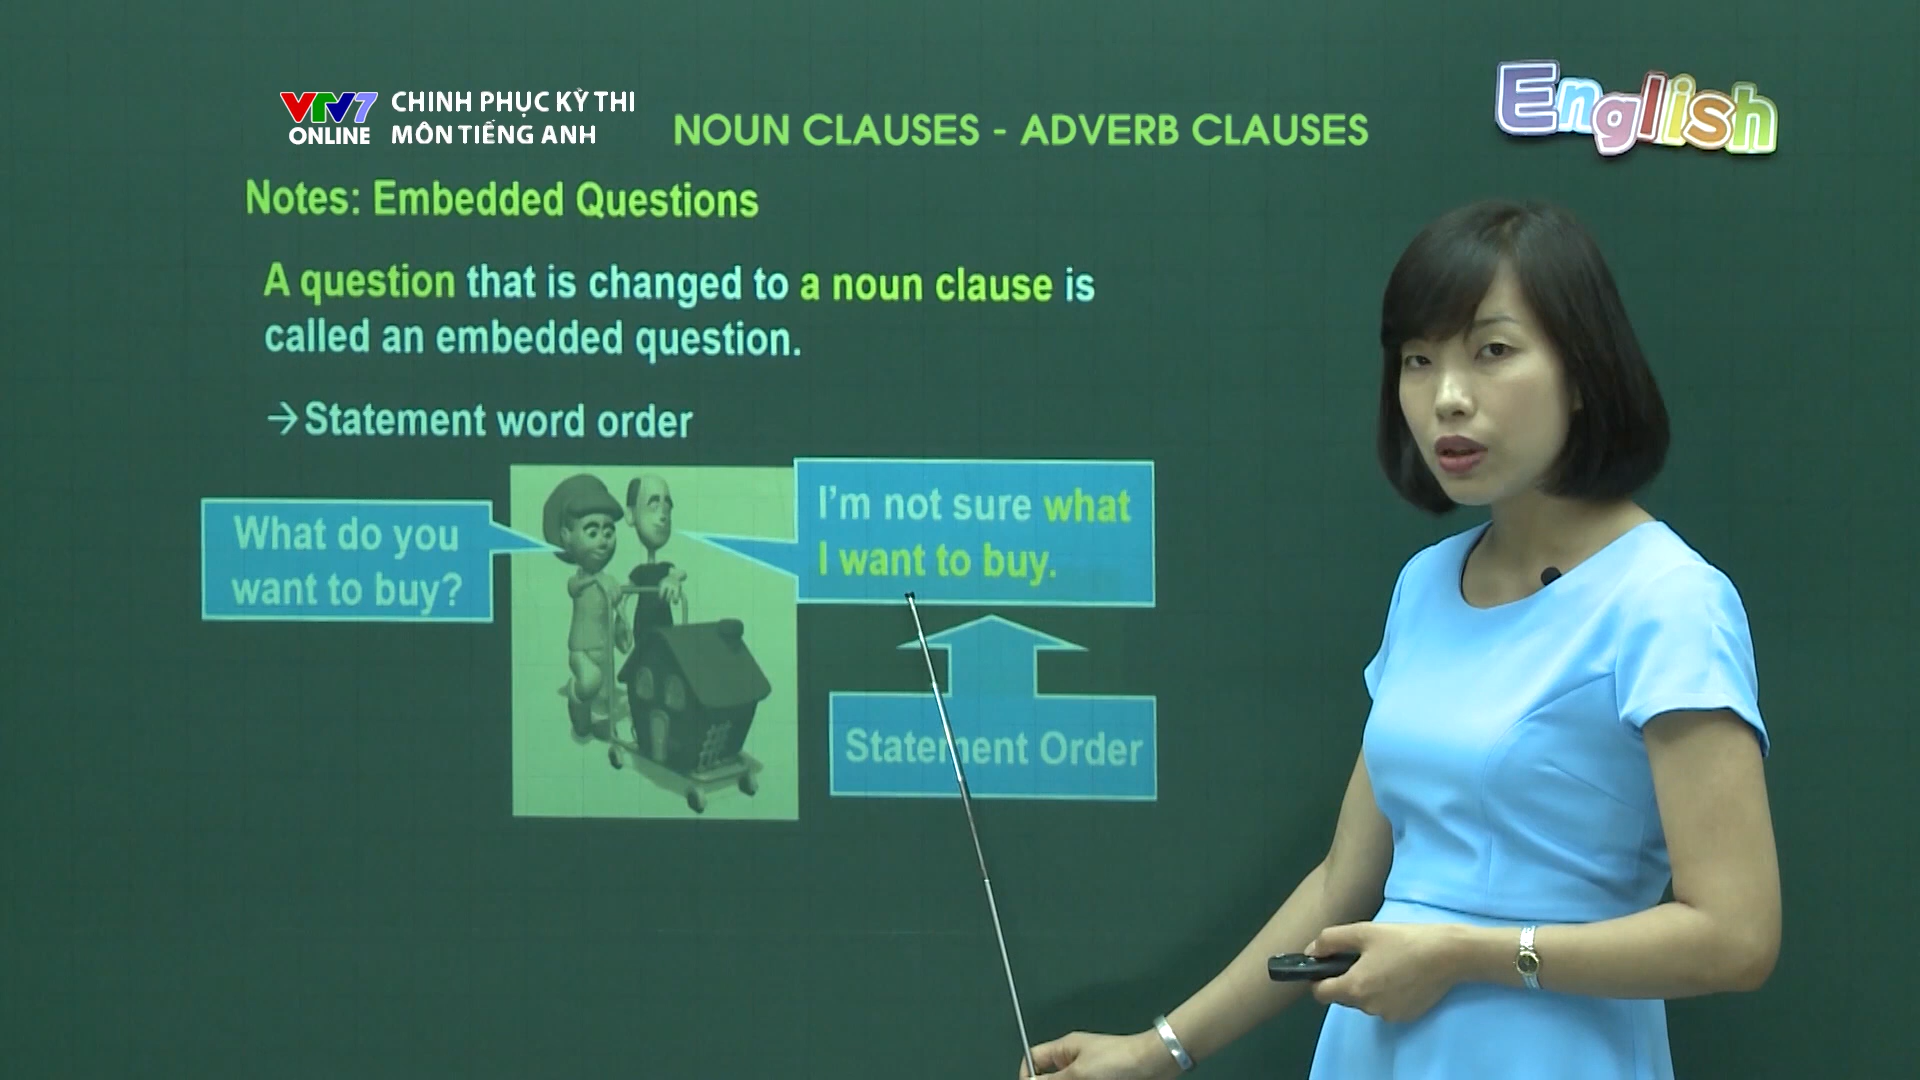 VTV7
ONLINE
CHINH PHỤC KỲ THI
MÔN TIẾNG ANH
NOUN CLAUSES - ADVERB CLAUSES
English
Notes: Embedded Questions
A question that is changed to a noun clause is
called an embedded question.
→Statement word order
What do you
want to buy?
I'm not sure what
I want to buy.
Statement Order